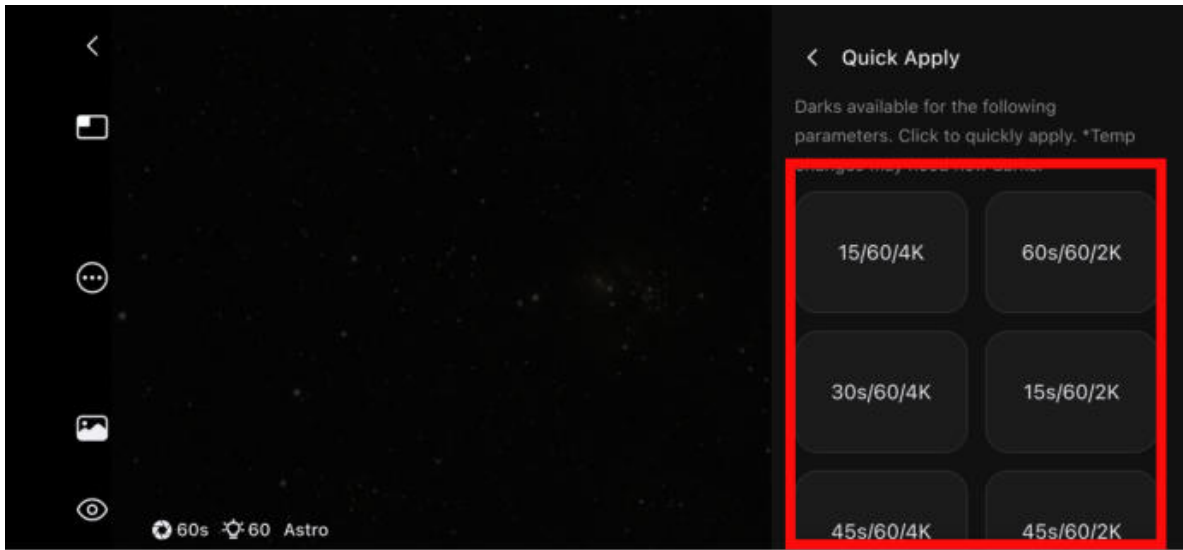 Quick Apply
Darks available for the following
parameters. Click to quickly apply. *Temp
15/60/4K
60s/60/2K
30s/60/4K
15s/60/2K
45s/60/4K
45s/60/2K
60s 60 Astro